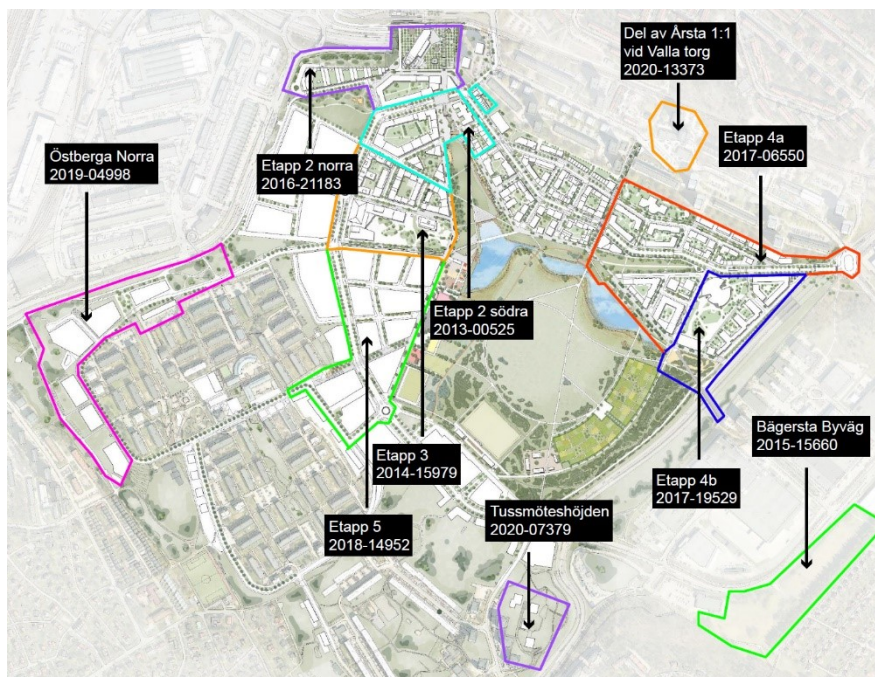 Del av Årsta 1:1
vid Valla torg
2020-13373
Etapp 4a
2017-06550
Östberga Norra
2019-04998
Etapp 2 norra
2016-21183
Etapp 2 södra
2013-00525
Etapp 3
2014-15979
Bägersta Byväg
2015-15660
Etapp 4b
2017-19529
Tussmöteshöjden
2020-07379
Etapp 5
2018-14952